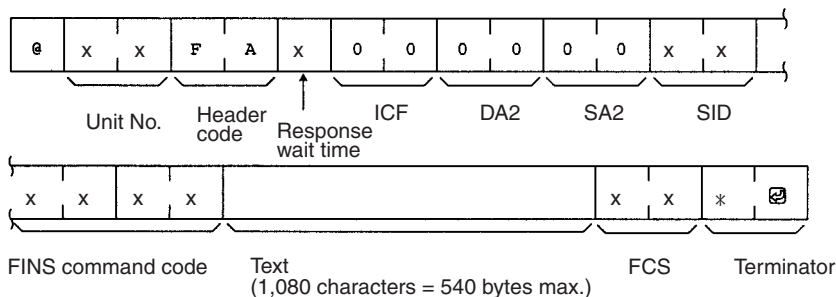 @ x x F A x 0 0 0 0 0 0 x x
Unit No. Header code Response wait time ICF DA2 SA2 SID
x x x x x x * ↵
FINS command code Text (1,080 characters = 540 bytes max.) FCS Terminator